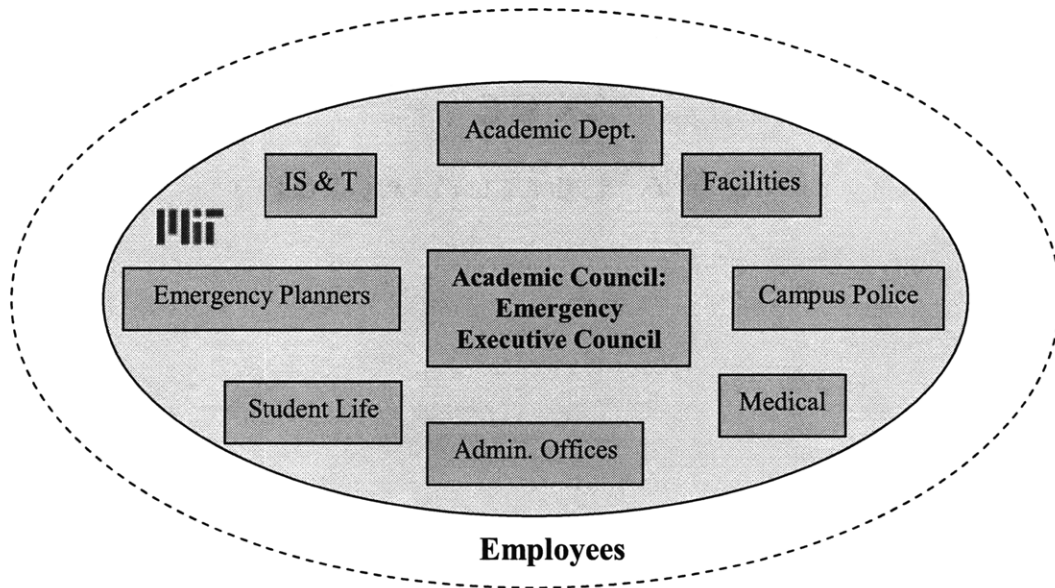 Academic Dept.
IS & T
Facilities
MIT
Emergency Planners
Academic Council:
Emergency
Executive Council
Campus Police
Student Life
Medical
Admin. Offices
Employees